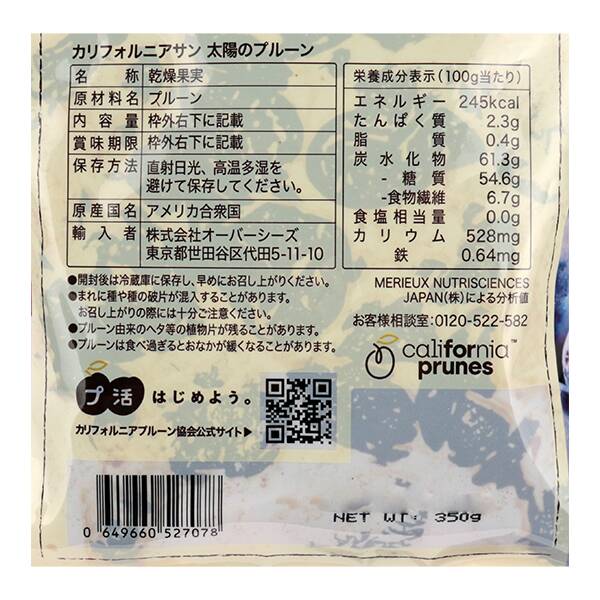 カリフォルニアサン 太陽のプルーン
名称 乾燥果実
原材料名 プルーン
内容量 枠外右下に記載
賞味期限 枠外右下に記載
保存方法 直射日光、高温多湿を
避けて保存してください。
原産国名 アメリカ合衆国
輸入者 株式会社オーバーシーズ
東京都世田谷区代田5-11-10
●開封後は冷蔵庫に保存し、早めにお召し上がりください。
●まれに種や種の破片が混入することがあります。
お召し上がりの際には十分ご注意ください。
●プルーン由来のヘタ等の植物片が残ることがあります。
●プルーンは食べ過ぎるとおなかが緩くなることがあります。
プ活 はじめよう。
カリフォルニアプルーン協会公式サイト▶
栄養成分表示(100g当たり)
エネルギー 245kcal
たんぱく質 2.3g
脂質 0.4g
炭水化物 61.3g
-糖質 54.6g
-食物繊維 6.7g
食塩相当量 0.0g
カリウム 528mg
鉄 0.64mg
MERIEUX NUTRISCIENCES
JAPAN(株)による分析値
お客様相談室:0120-522-582
california™
prunes
0 649660 527078
NET WT: 350g